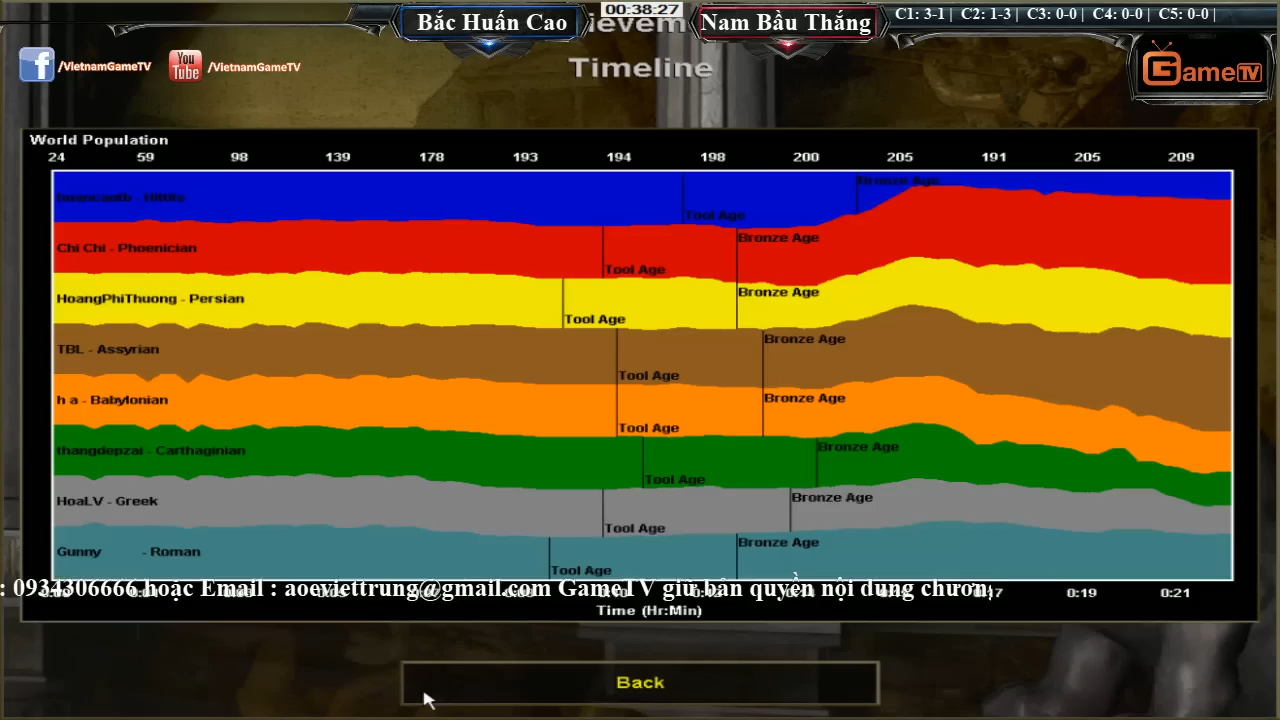 00:38:27
Bắc Huấn Cao
Nam Bầu Thắng
C1: 3-1 | C2: 1-3 | C3: 0-0 | C4: 0-0 | C5: 0-0 |
/VietnamGameTV
You Tube /VietnamGameTV
GameTV
Timeline
World Population
24 59 98 139 178 193 194 198 200 205 191 205 209
Hittite
Tool Age
Bronze Age
Chi Chi - Phoenician
Tool Age
Bronze Age
HoangPhiThuong - Persian
Tool Age
Bronze Age
TBL - Assyrian
Tool Age
Bronze Age
h a - Babylonian
Tool Age
Bronze Age
thangdepzai - Carthaginian
Tool Age
Bronze Age
HoaLV - Greek
Tool Age
Bronze Age
Gunny - Roman
Tool Age
Bronze Age
: 0934306666 hoặc Email : aoeviettrung@gmail.com GameTV giữ bản quyền nội dung chươn
0:19 0:21
Time (Hr:Min)
Back